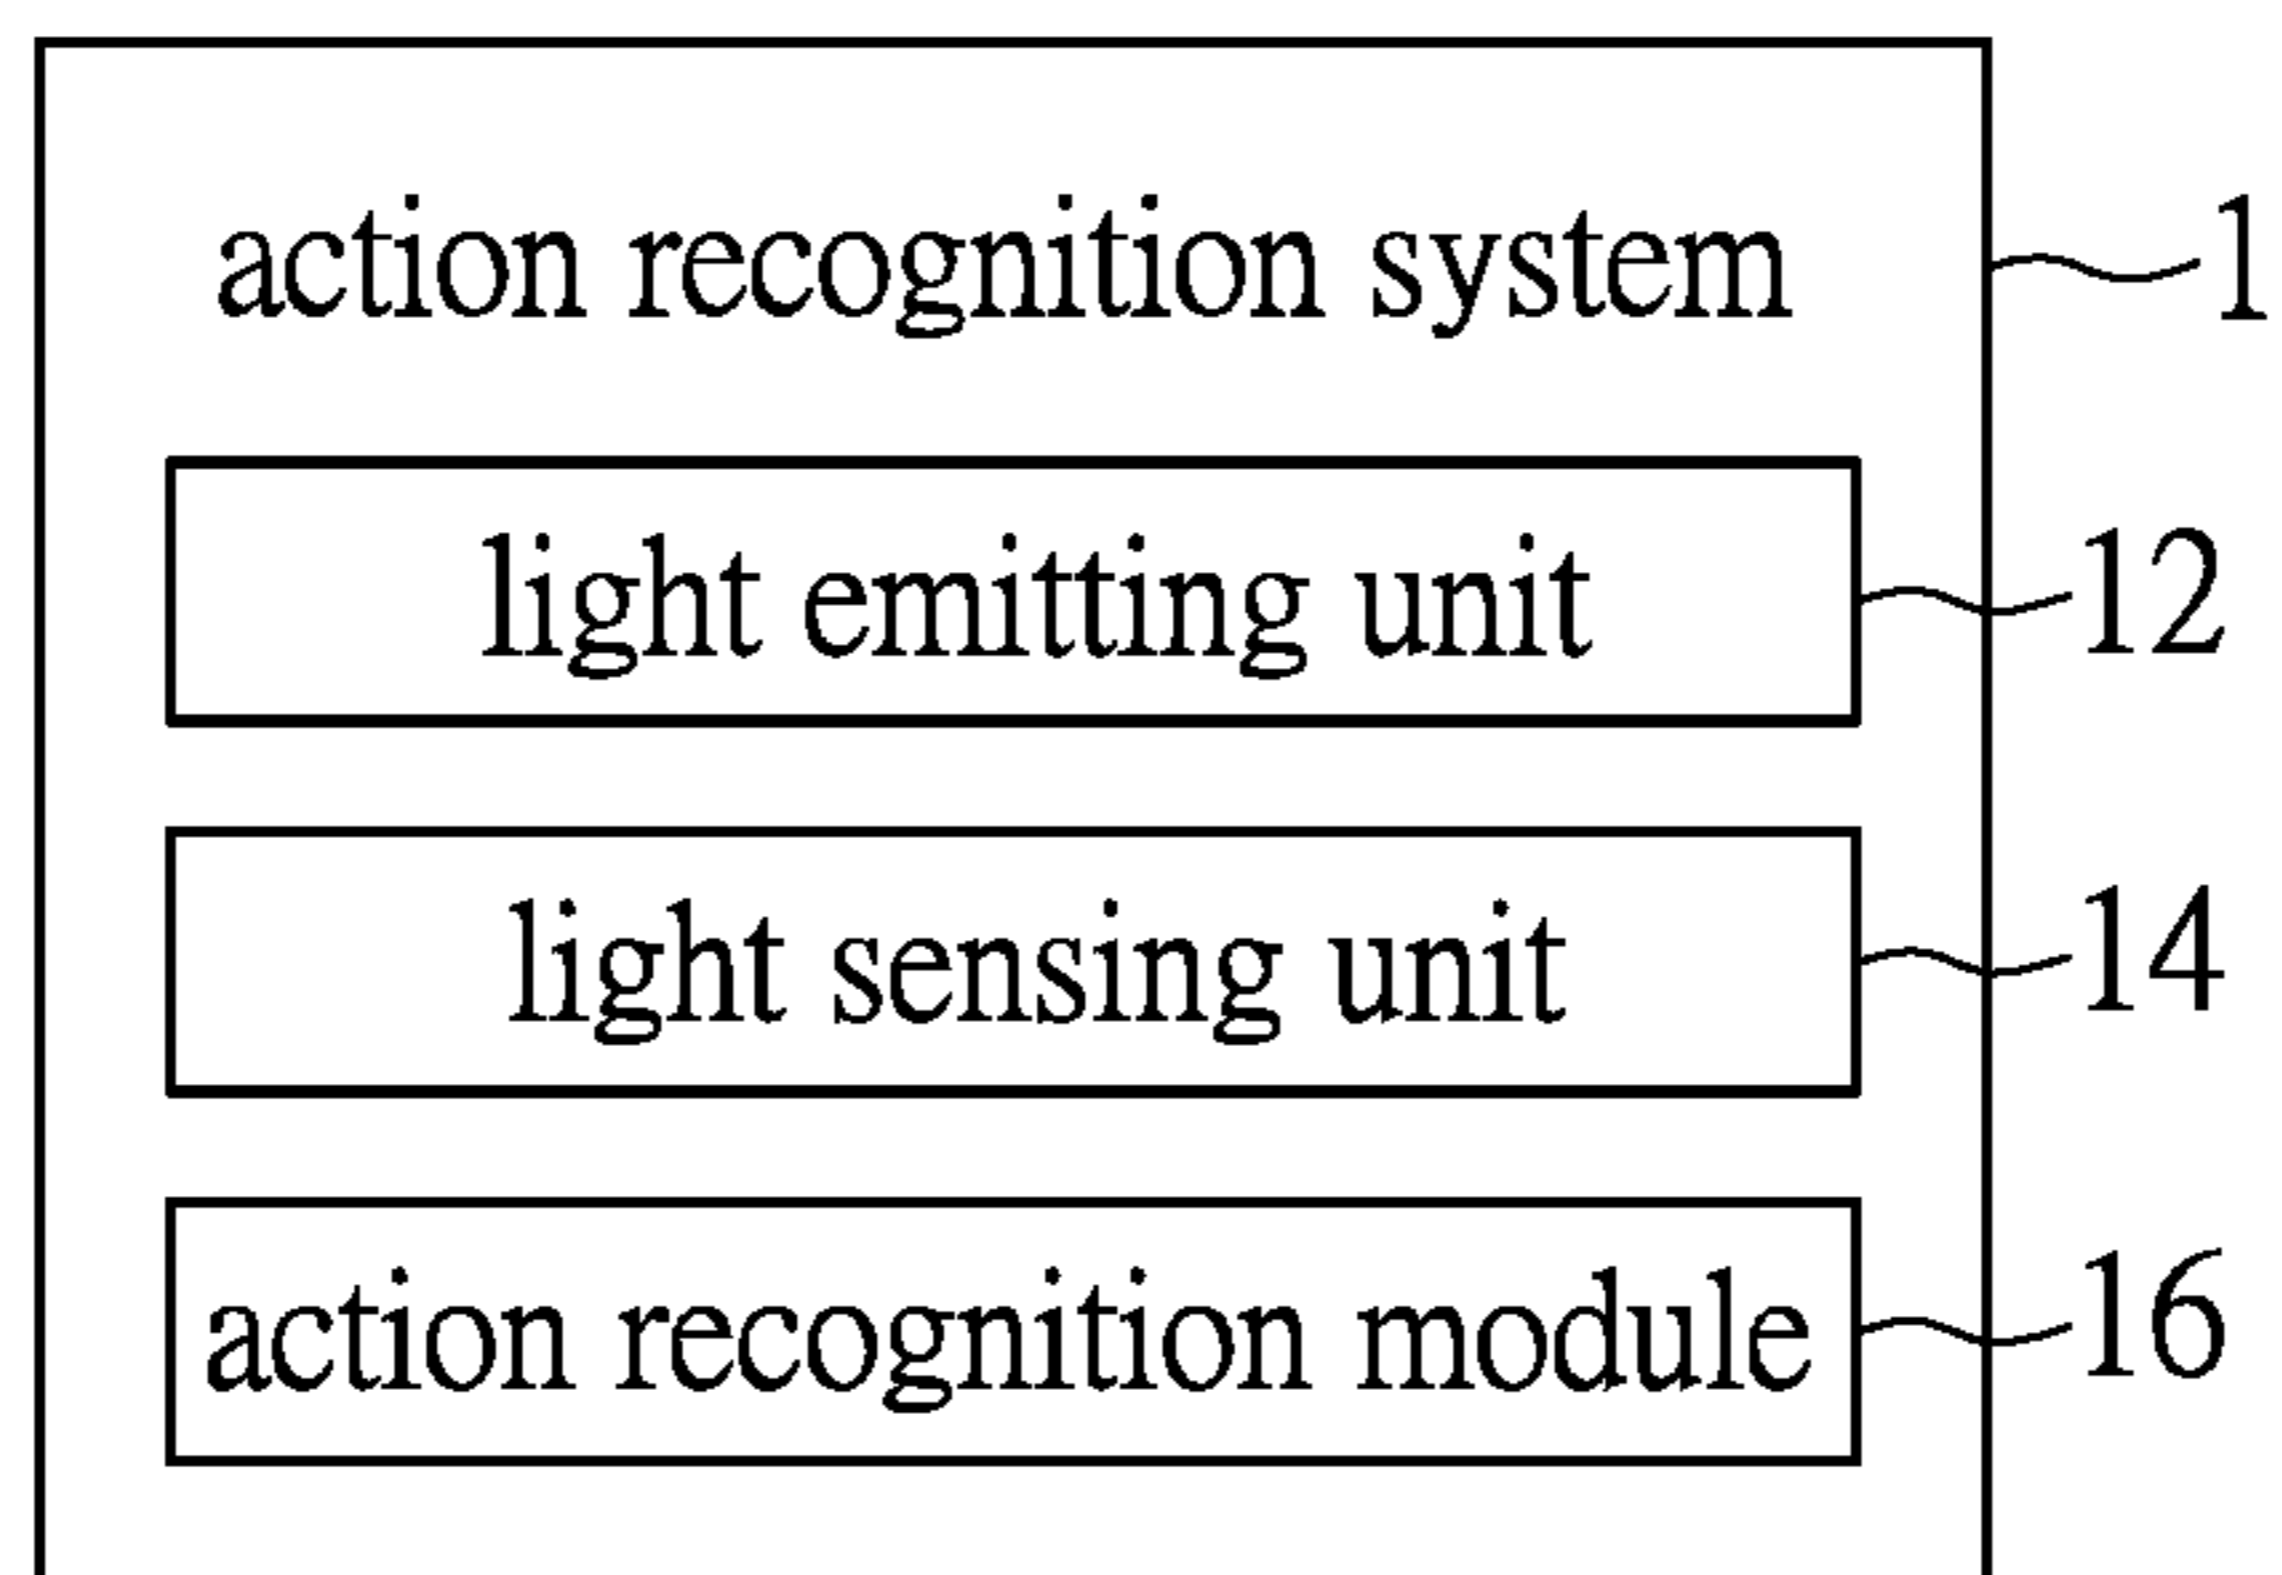 action recognition system 1
light emitting unit 12
light sensing unit 14
action recognition module 16